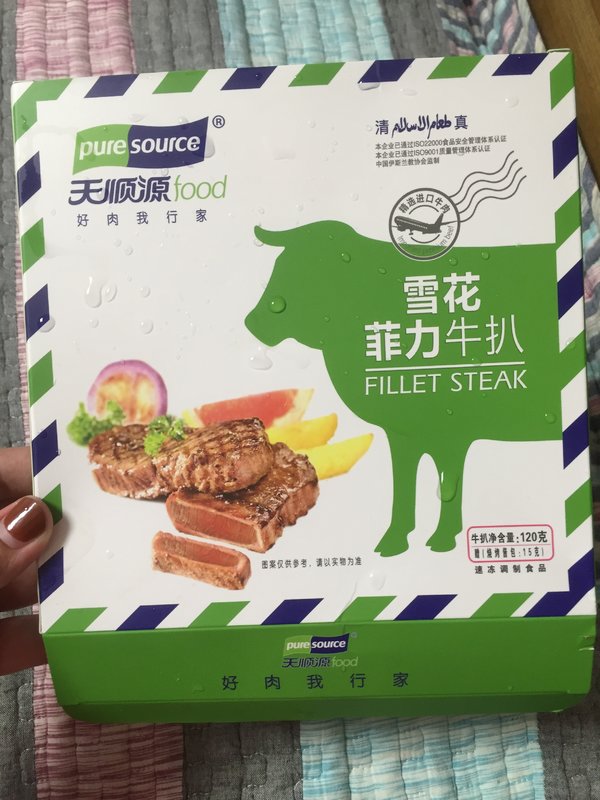 pure source®
天顺源food
好肉我行家
清 طعام الإسلام 真
本企业已通过ISO22000食品安全管理体系认证
本企业已通过ISO9001质量管理体系认证
中国伊斯兰教协会监制
精选进口牛肉
雪花
菲力牛扒
FILLET STEAK
牛扒净含量:120克
赠(烧烤酱包:15克)
速冻调制食品
图案仅供参考,请以实物为准
pure source
天顺源food
好肉我行家